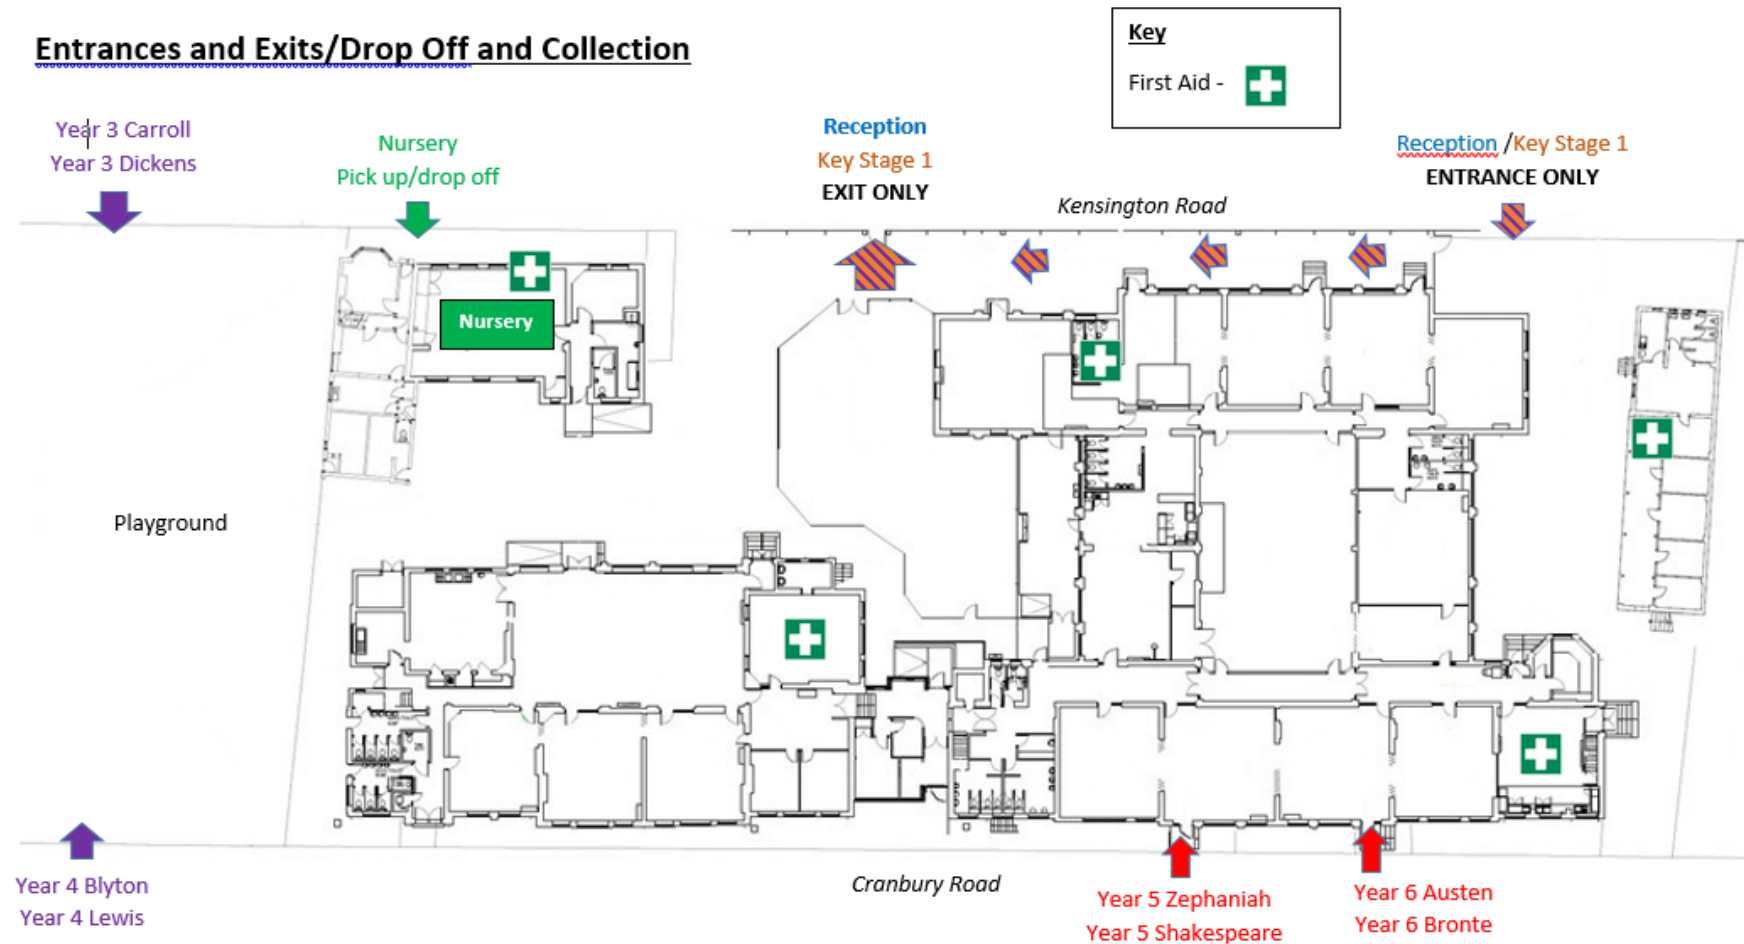 Entrances and Exits/Drop Off and Collection
Key
First Aid -
Year 3 Carroll
Year 3 Dickens
Nursery
Pick up/drop off
Reception
Key Stage 1
EXIT ONLY
Reception /Key Stage 1
ENTRANCE ONLY
Kensington Road
Nursery
Playground
Cranbury Road
Year 4 Blyton
Year 4 Lewis
Year 5 Zephaniah
Year 5 Shakespeare
Year 6 Austen
Year 6 Bronte